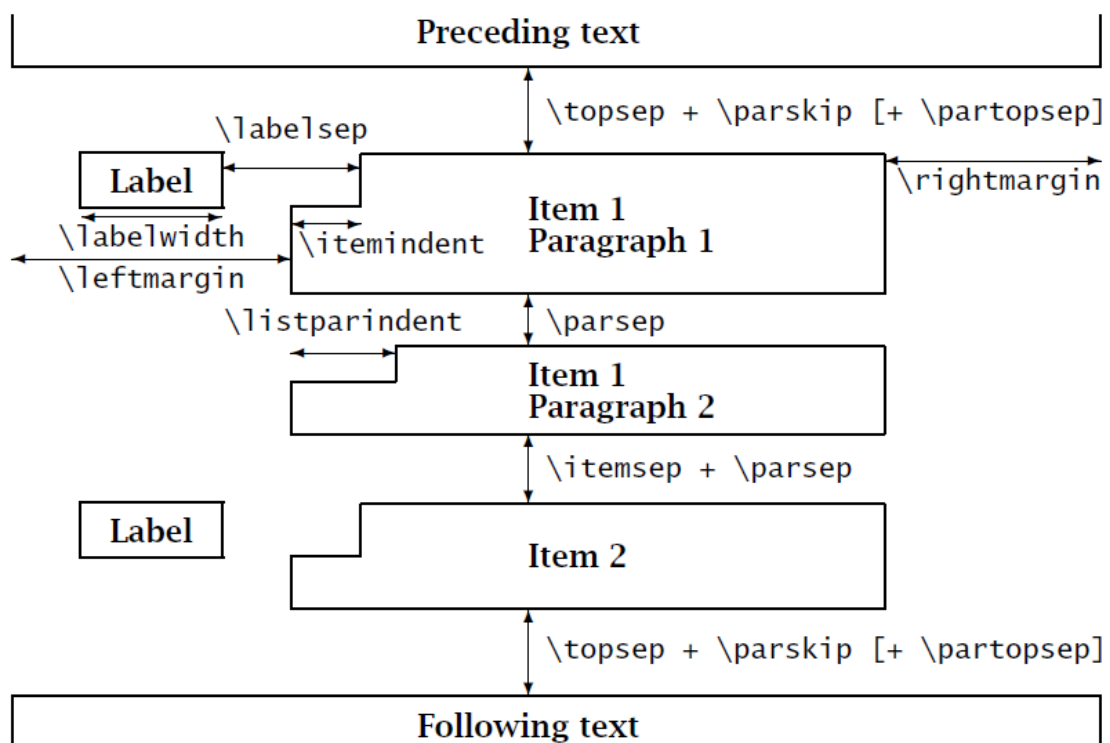 Preceding text
\topsep + \parskip [+ \partopsep]
\labelsep
Label
\rightmargin
Item 1
Paragraph 1
\labelwidth
\itemindent
\leftmargin
\listparindent
\parsep
Item 1
Paragraph 2
\itemsep + \parsep
Label
Item 2
\topsep + \parskip [+ \partopsep]
Following text